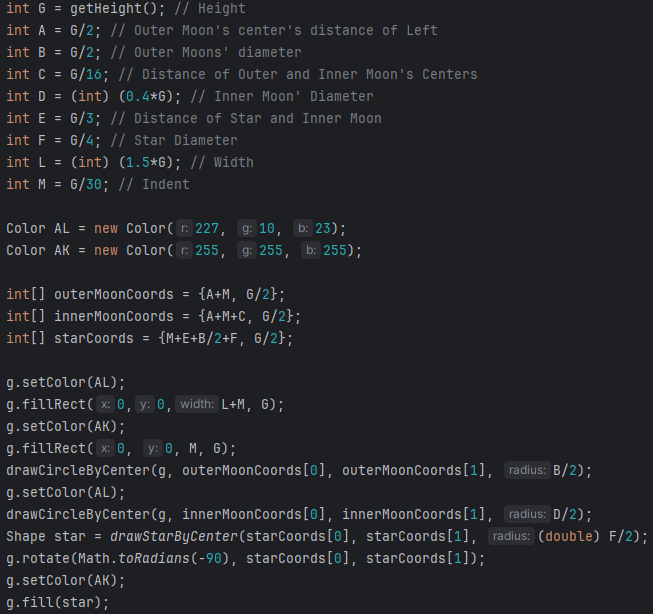 int G = getHeight(); // Height
int A = G/2; // Outer Moon's center's distance of Left
int B = G/2; // Outer Moons' diameter
int C = G/16; // Distance of Outer and Inner Moon's Centers
int D = (int) (0.4*G); // Inner Moon' Diameter
int E = G/3; // Distance of Star and Inner Moon
int F = G/4; // Star Diameter
int L = (int) (1.5*G); // Width
int M = G/30; // Indent
Color AL = new Color( r: 227, g: 10, b: 23);
Color AK = new Color( r: 255, g: 255, b: 255);
int[] outerMoonCoords = {A+M, G/2};
int[] innerMoonCoords = {A+M+C, G/2};
int[] starCoords = {M+E+B/2+F, G/2};
g.setColor(AL);
g.fillRect( x: 0, y: 0, width: L+M, G);
g.setColor(AK);
g.fillRect( x: 0, y: 0, M, G);
drawCircleByCenter(g, outerMoonCoords[0], outerMoonCoords[1], radius: B/2);
g.setColor(AL);
drawCircleByCenter(g, innerMoonCoords[0], innerMoonCoords[1], radius: D/2);
Shape star = drawStarByCenter(starCoords[0], starCoords[1], radius: (double) F/2);
g.rotate(Math.toRadians(-90), starCoords[0], starCoords[1]);
g.setColor(AK);
g.fill(star);